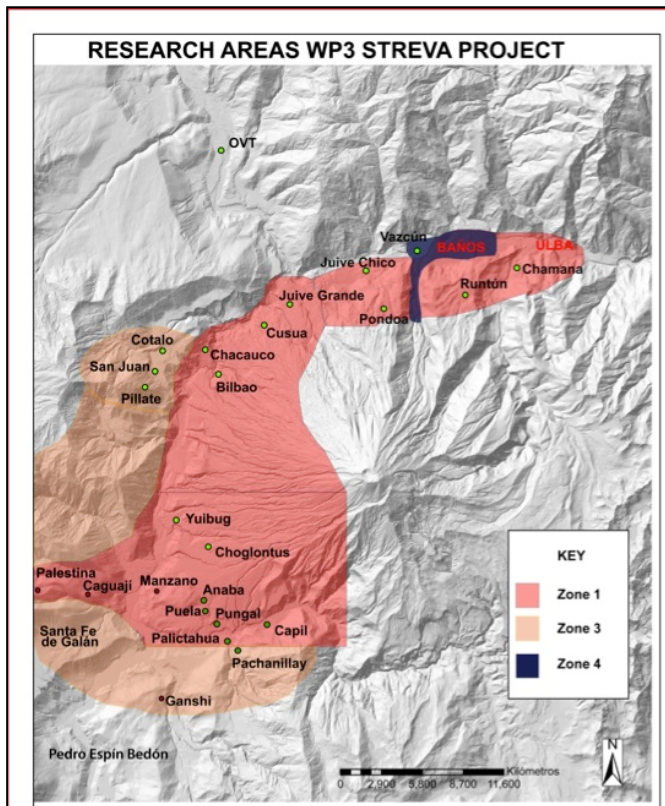 RESEARCH AREAS WP3 STREVA PROJECT
OVT
Vazcún
BAÑOS
ULBA
Juive Chico
Chamana
Runtún
Juive Grande
Pondoa
Cusua
Cotalo
Chacauco
San Juan
Bilbao
Pillate
Yuibug
Choglontus
KEY
Zone 1
Zone 3
Zone 4
Palestina
Caguají
Manzano
Anaba
Puela
Pungal
Capil
Santa Fe
de Galán
Palictahua
Pachanillay
Ganshi
Pedro Espín Bedón
Kilómetros
0 2,900 5,800 8,700 11,600
N